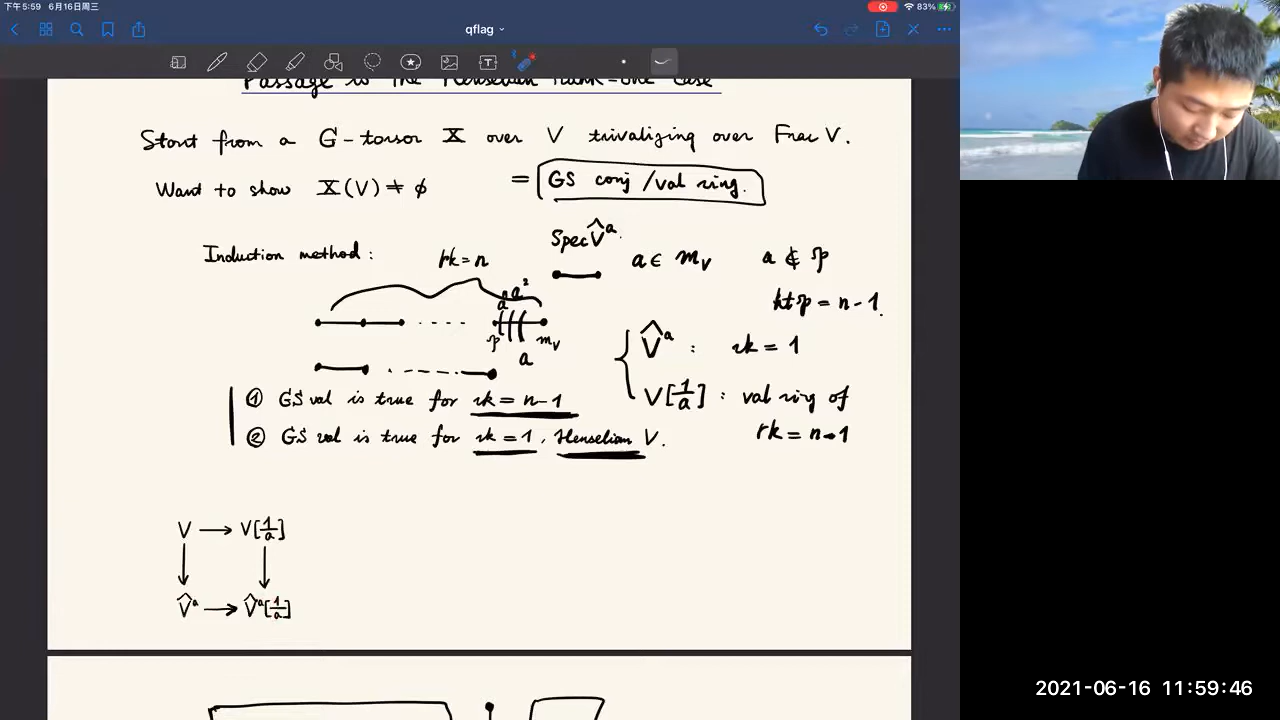 下午5:59 6月16日周三
83%
qflag
Passage to the Henselian rank-one case
Start from a G-torsor X over V trivalizing over Frac V.
Want to show X(V) ≠ ϕ = GS conj /val ring.
Spec V̂ᵃ.
Induction method: rk = n a ∈ m_V a ∉ p
a a² ht p = n-1.
p m_V
a
V̂ᵃ : rk = 1
V[1/a] : val ring of
rk = n-1
① GS val is true for rk = n-1
② GS val is true for rk = 1, Henselian V.
V → V[1/a]
V̂ᵃ → V̂ᵃ[1/a]
2021-06-16 11:59:46